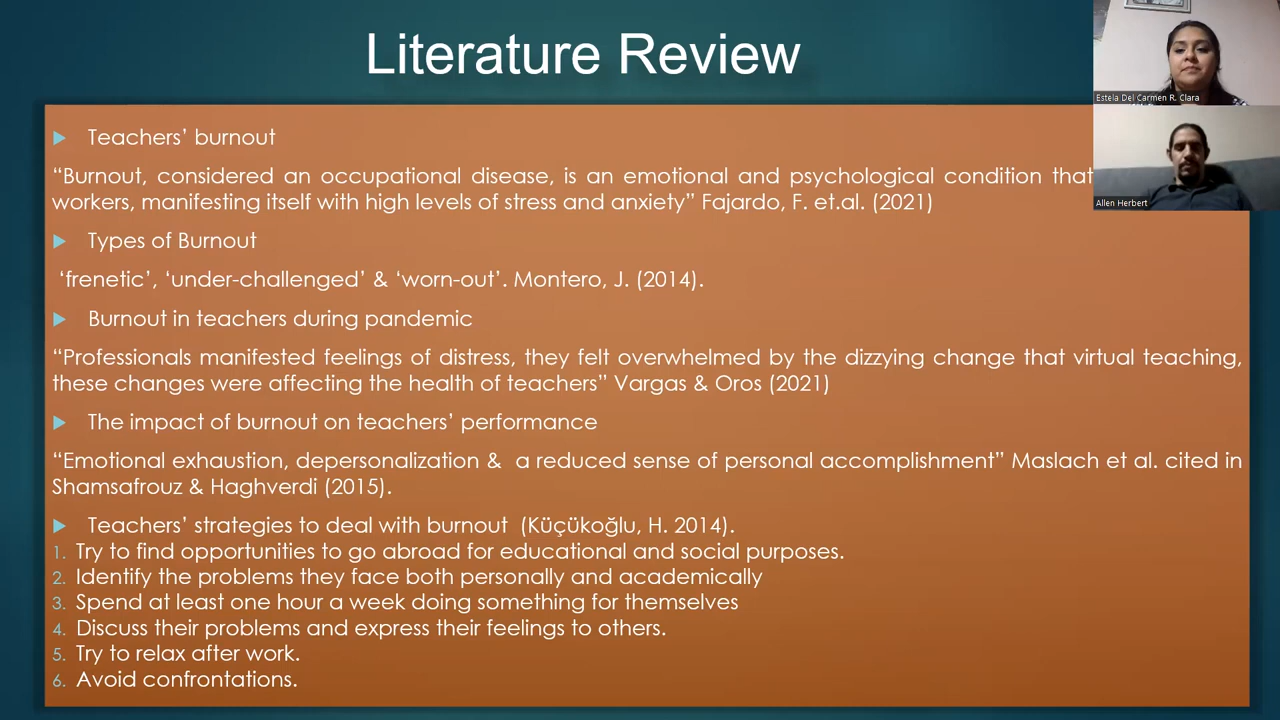 Literature Review
Estela Del Carmen R. Clara
Allen Herbert
Teachers’ burnout
“Burnout, considered an occupational disease, is an emotional and psychological condition that
workers, manifesting itself with high levels of stress and anxiety” Fajardo, F. et.al. (2021)
Types of Burnout
‘frenetic’, ‘under-challenged’ & ‘worn-out’. Montero, J. (2014).
Burnout in teachers during pandemic
“Professionals manifested feelings of distress, they felt overwhelmed by the dizzying change that virtual teaching,
these changes were affecting the health of teachers” Vargas & Oros (2021)
The impact of burnout on teachers’ performance
“Emotional exhaustion, depersonalization & a reduced sense of personal accomplishment” Maslach et al. cited in
Shamsafrouz & Haghverdi (2015).
Teachers’ strategies to deal with burnout (Küçükoğlu, H. 2014).
1. Try to find opportunities to go abroad for educational and social purposes.
2. Identify the problems they face both personally and academically
3. Spend at least one hour a week doing something for themselves
4. Discuss their problems and express their feelings to others.
5. Try to relax after work.
6. Avoid confrontations.